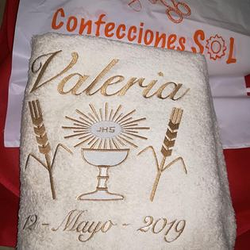 Confecciones SOL
Valeria
JHS
12 - Mayo - 2019